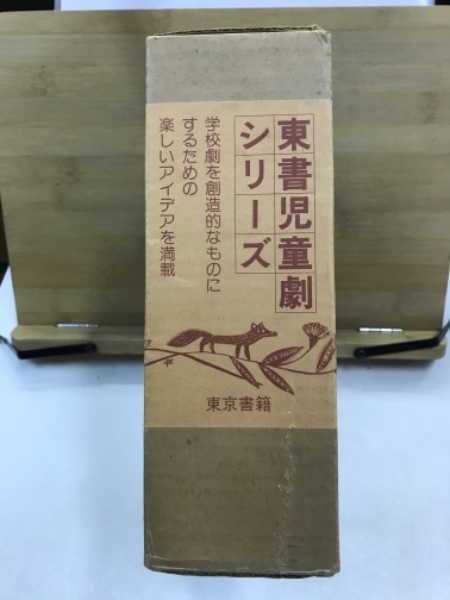 東書児童劇
シリーズ
学校劇を創造的なものに
するための
楽しいアイデアを満載
東京書籍